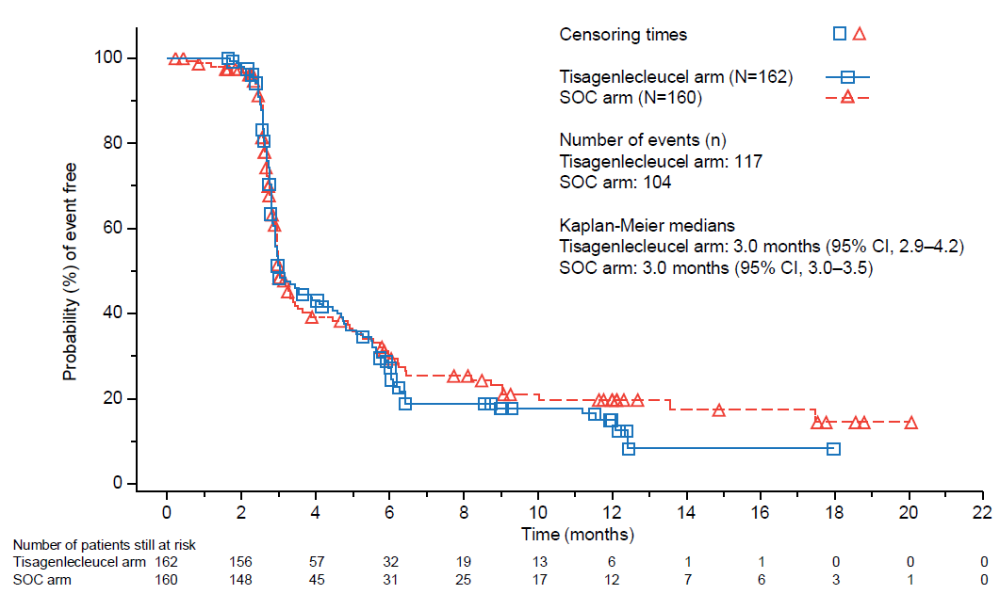 Censoring times
Tisagenlecleucel arm (N=162)
SOC arm (N=160)
Number of events (n)
Tisagenlecleucel arm: 117
SOC arm: 104
Kaplan-Meier medians
Tisagenlecleucel arm: 3.0 months (95% CI, 2.9–4.2)
SOC arm: 3.0 months (95% CI, 3.0–3.5)
Probability (%) of event free
100
80
60
40
20
0
0 2 4 6 8 10 12 14 16 18 20 22
Time (months)
Number of patients still at risk
Tisagenlecleucel arm 162 156 57 32 19 13 6 1 1 0 0 0
SOC arm 160 148 45 31 25 17 12 7 6 3 1 0